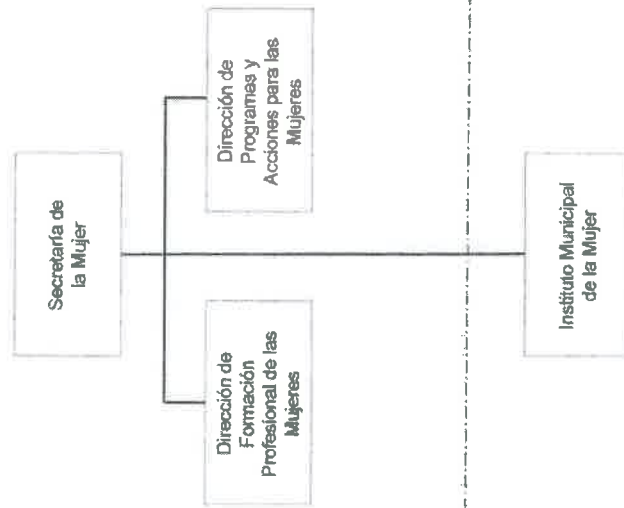 Secretaría de
la Mujer
Dirección de
Formación
Profesional de las
Mujeres
Dirección de
Programas y
Acciones para las
Mujeres
Instituto Municipal
de la Mujer